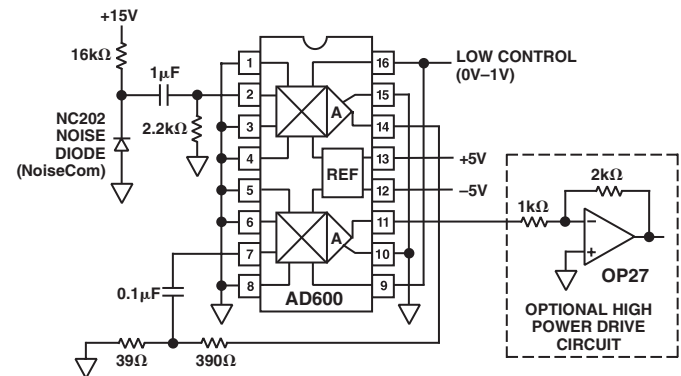 +15V
16kΩ
1µF
NC202
NOISE
DIODE
(NoiseCom)
2.2kΩ
1
2
3
4
5
6
7
8
16
15
14
13
12
11
10
9
A
REF
A
AD600
LOW CONTROL
(0V–1V)
+5V
–5V
0.1µF
39Ω
390Ω
1kΩ
2kΩ
–
+
OP27
OPTIONAL HIGH
POWER DRIVE
CIRCUIT